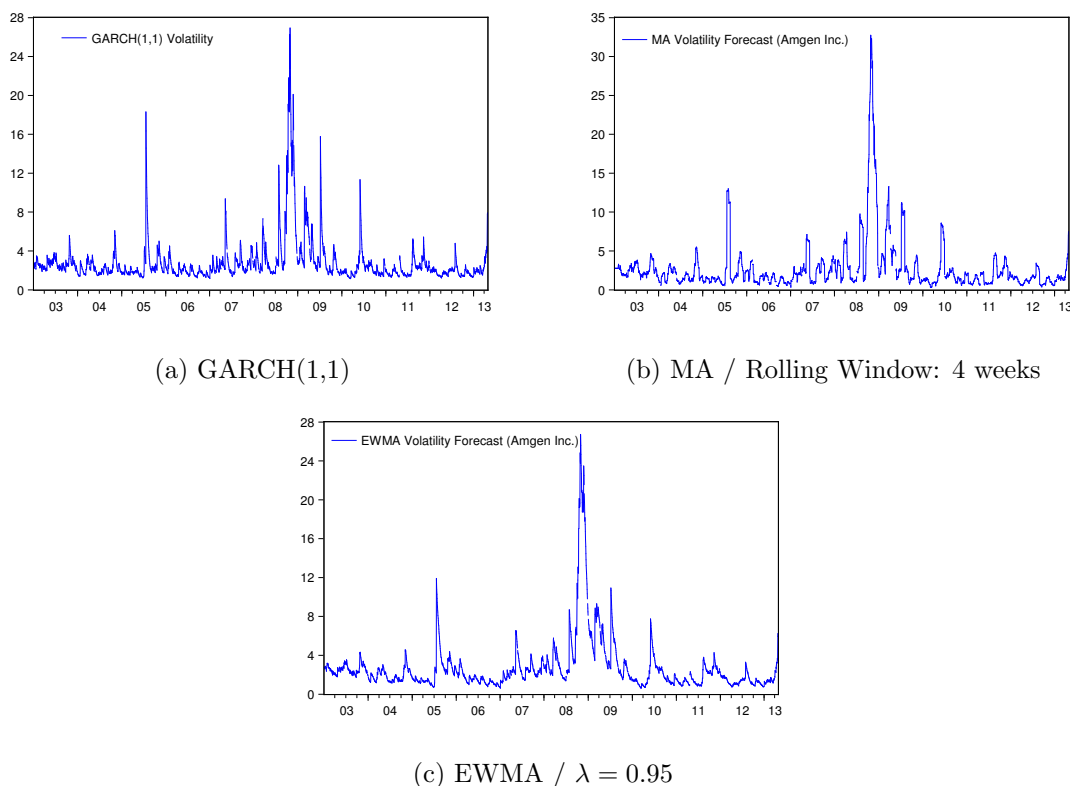 28
24
20
16
12
8
4
0
GARCH(1,1) Volatility
03 04 05 06 07 08 09 10 11 12 13
(a) GARCH(1,1)
35
30
25
20
15
10
5
0
MA Volatility Forecast (Amgen Inc.)
03 04 05 06 07 08 09 10 11 12 13
(b) MA / Rolling Window: 4 weeks
28
24
20
16
12
8
4
0
EWMA Volatility Forecast (Amgen Inc.)
03 04 05 06 07 08 09 10 11 12 13
(c) EWMA / λ = 0.95